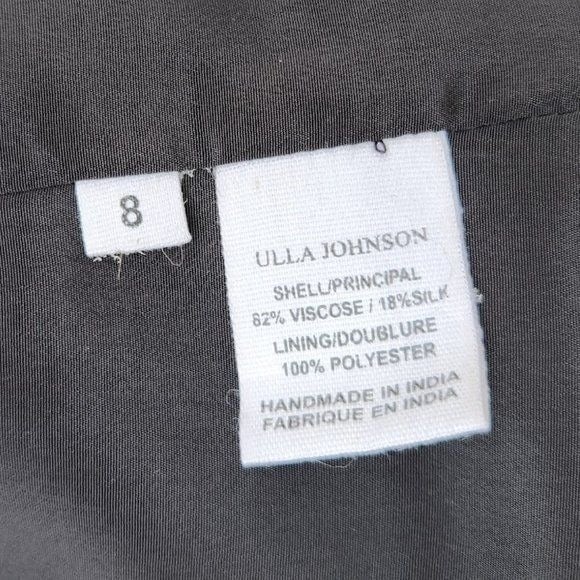 8
ULLA JOHNSON
SHELL/PRINCIPAL
82% VISCOSE / 18%SILK
LINING/DOUBLURE
100% POLYESTER
HANDMADE IN INDIA
FABRIQUE EN INDIA